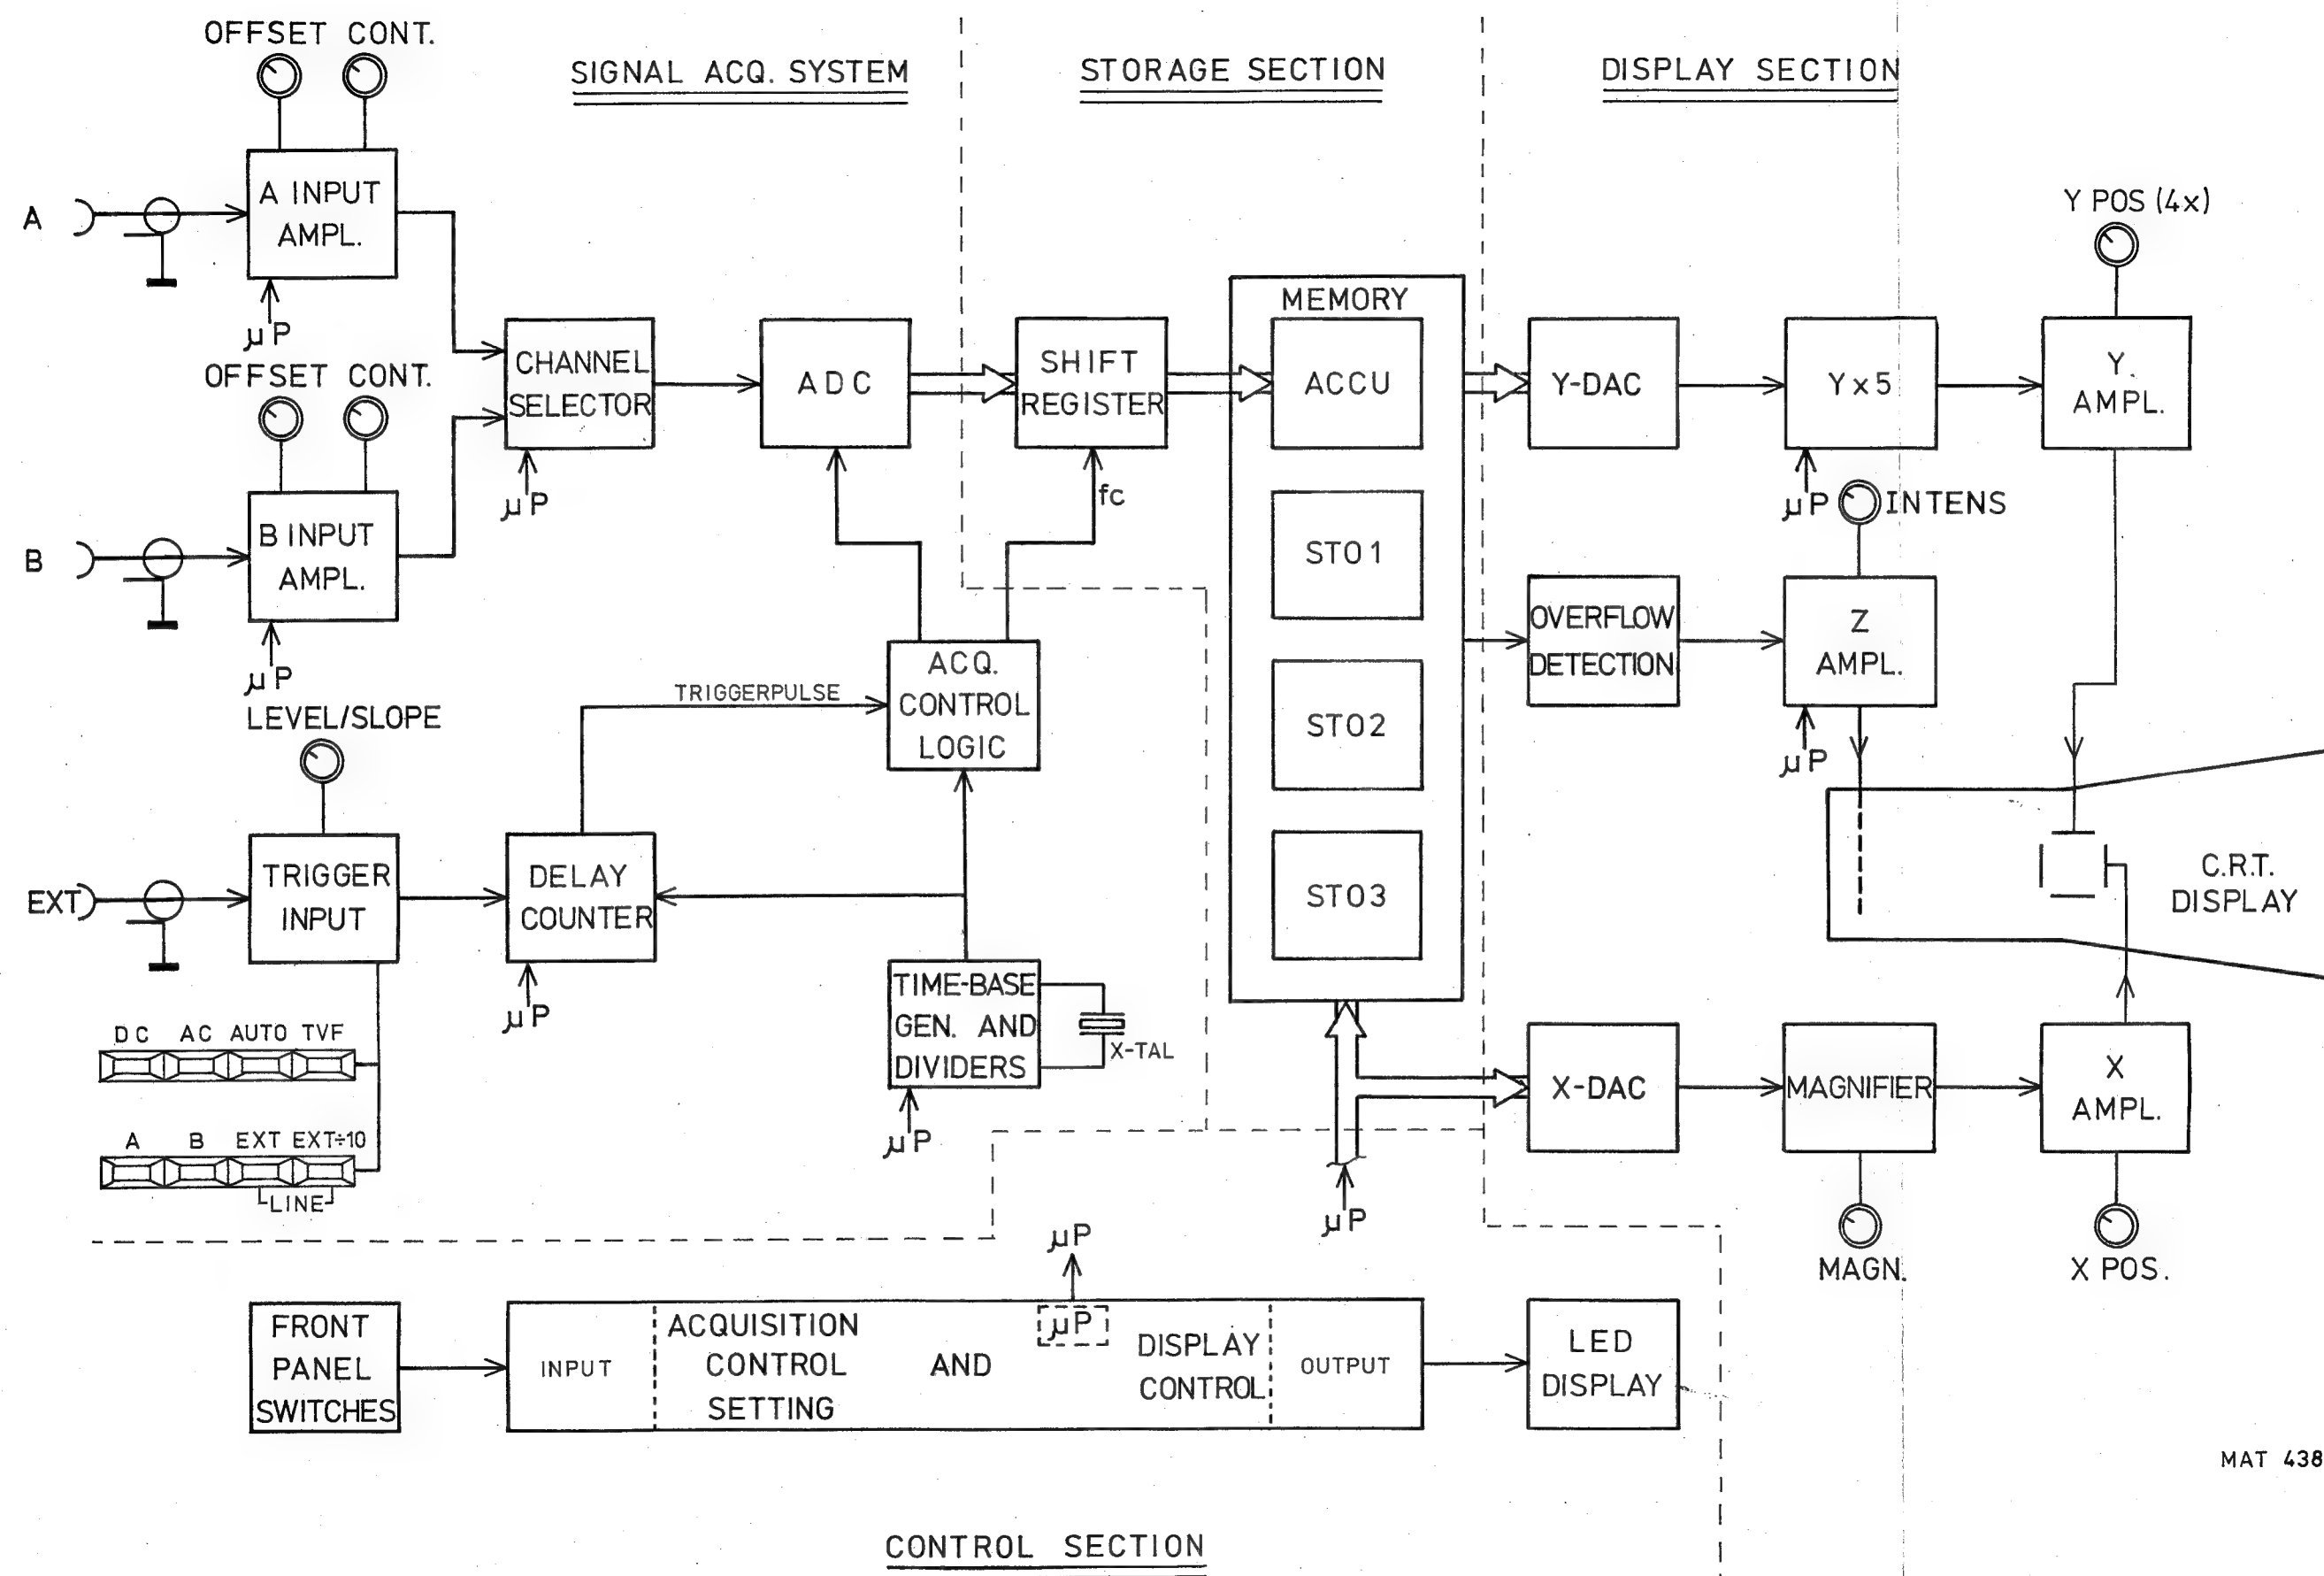 OFFSET CONT.
SIGNAL ACQ. SYSTEM
STORAGE SECTION
DISPLAY SECTION
A
A INPUT
AMPL.
µP
Y POS (4x)
OFFSET CONT.
CHANNEL
SELECTOR
µP
ADC
SHIFT
REGISTER
fc
MEMORY
ACCU
STO1
STO2
STO3
Y-DAC
Y x 5
µP
Y.
AMPL.
INTENS
B
B INPUT
AMPL.
µP
OVERFLOW
DETECTION
Z
AMPL.
µP
LEVEL/SLOPE
TRIGGERPULSE
ACQ.
CONTROL
LOGIC
EXT
TRIGGER
INPUT
DELAY
COUNTER
µP
C.R.T.
DISPLAY
TIME-BASE
GEN. AND
DIVIDERS
X-TAL
µP
DC AC AUTO TVF
A B EXT EXT÷10
LINE
µP
X-DAC
MAGNIFIER
X
AMPL.
MAGN.
X POS.
µP
FRONT
PANEL
SWITCHES
INPUT
ACQUISITION
CONTROL
SETTING
AND
µP
DISPLAY
CONTROL
OUTPUT
LED
DISPLAY
MAT 438
CONTROL SECTION